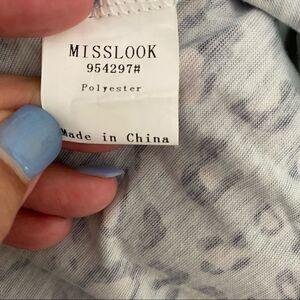 MISSLOOK
954297#
Polyester
Made in China